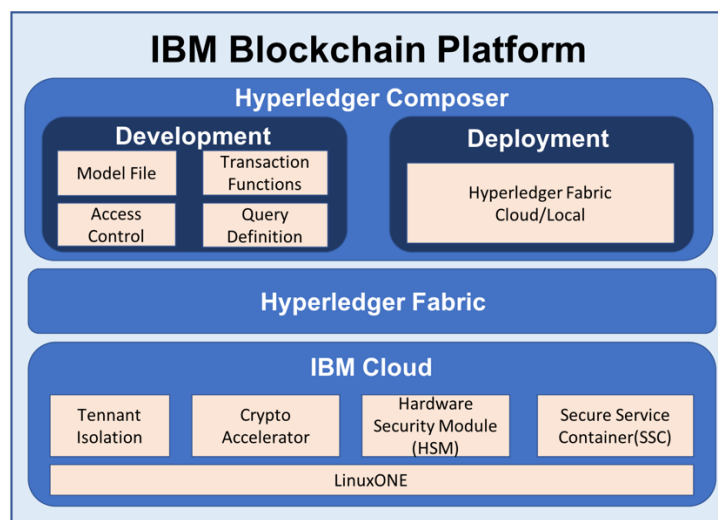 IBM Blockchain Platform
Hyperledger Composer
Development
Model File
Transaction
Functions
Access
Control
Query
Definition
Deployment
Hyperledger Fabric
Cloud/Local
Hyperledger Fabric
IBM Cloud
Tennant
Isolation
Crypto
Accelerator
Hardware
Security Module
(HSM)
Secure Service
Container(SSC)
LinuxONE